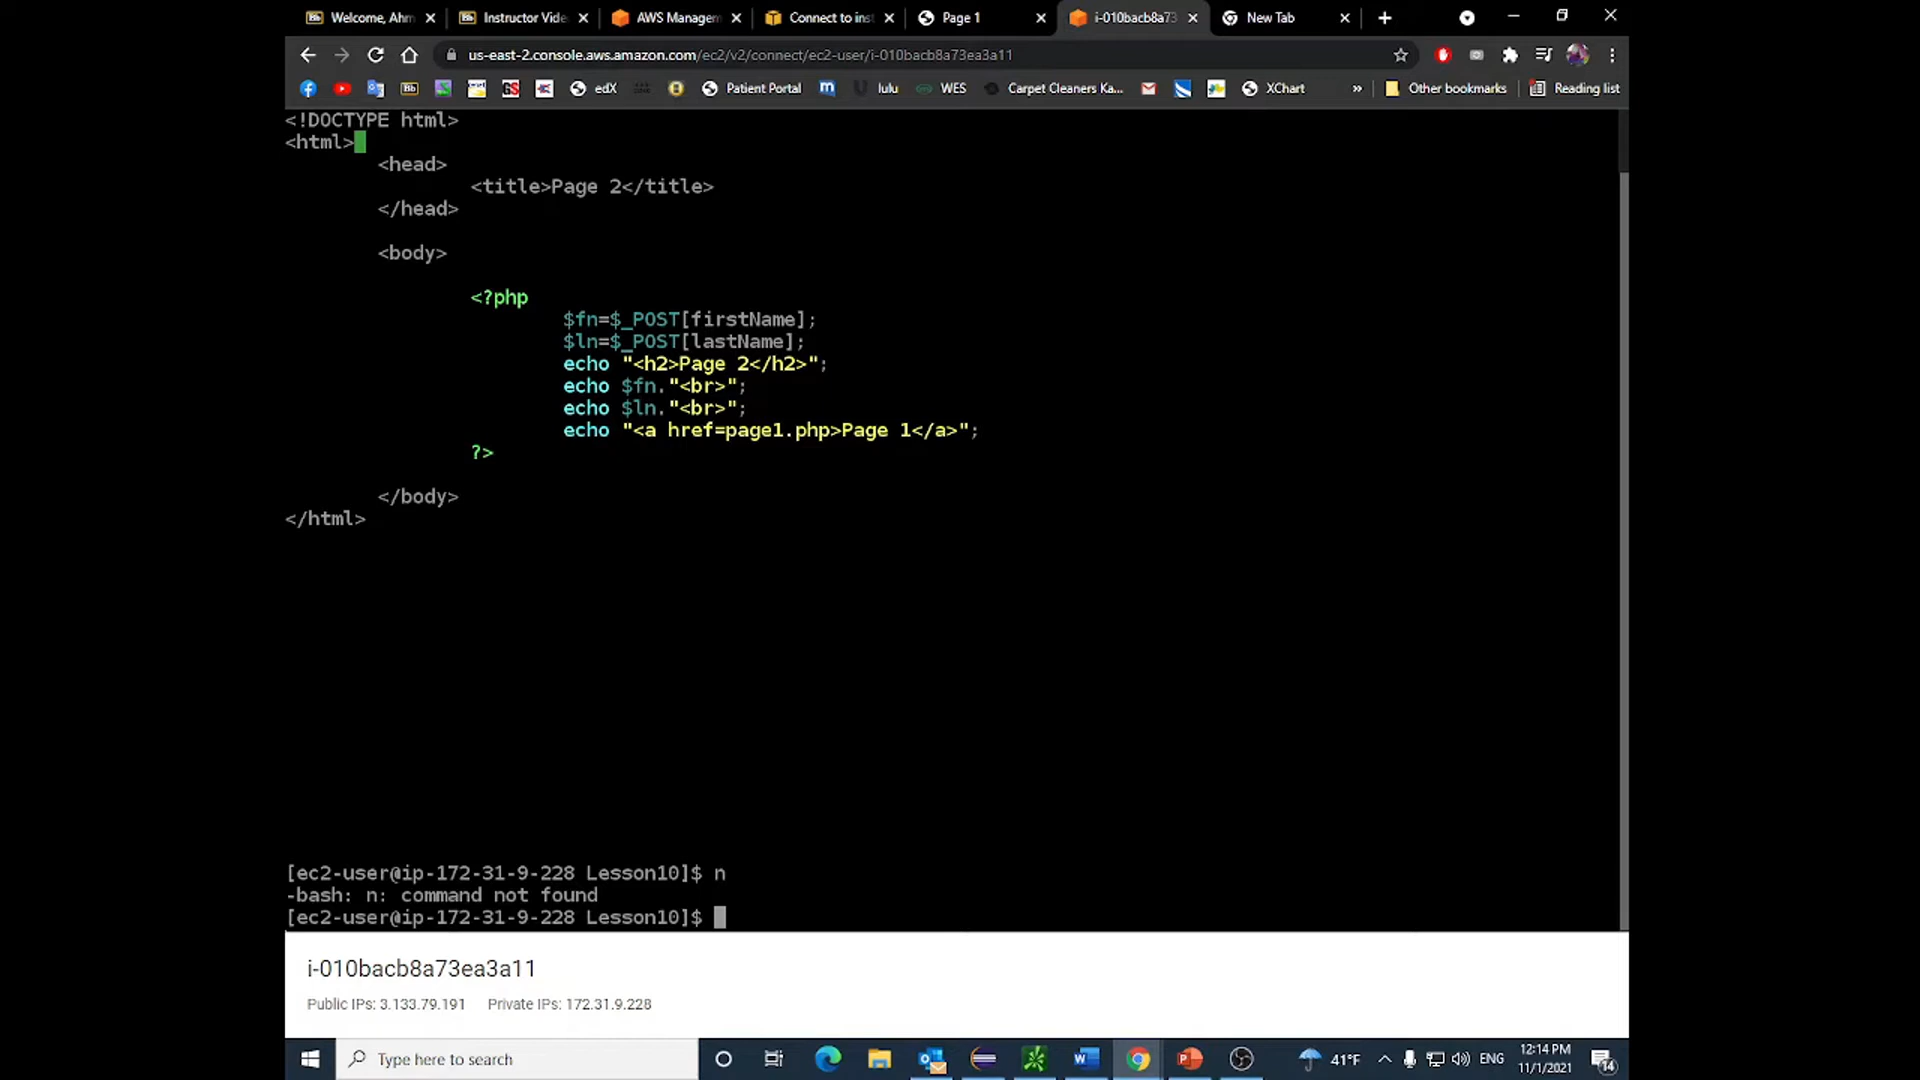 Welcome, Ahm
Instructor Vide
AWS Managem
Connect to inst
Page 1
i-010bacb8a73
New Tab
us-east-2.console.aws.amazon.com/ec2/v2/connect/ec2-user/i-010bacb8a73ea3a11
edX
Patient Portal
lulu
WES
Carpet Cleaners Ka...
XChart
»
Other bookmarks
Reading list
<!DOCTYPE html>
<html>
<head>
<title>Page 2</title>
</head>
<body>
<?php
$fn=$_POST[firstName];
$ln=$_POST[lastName];
echo "<h2>Page 2</h2>";
echo $fn."<br>";
echo $ln."<br>";
echo "<a href=page1.php>Page 1</a>";
?>
</body>
</html>
[ec2-user@ip-172-31-9-228 Lesson10]$ n
-bash: n: command not found
[ec2-user@ip-172-31-9-228 Lesson10]$
i-010bacb8a73ea3a11
Public IPs: 3.133.79.191 Private IPs: 172.31.9.228
Type here to search
41°F
ENG
12:14 PM
11/1/2021
14